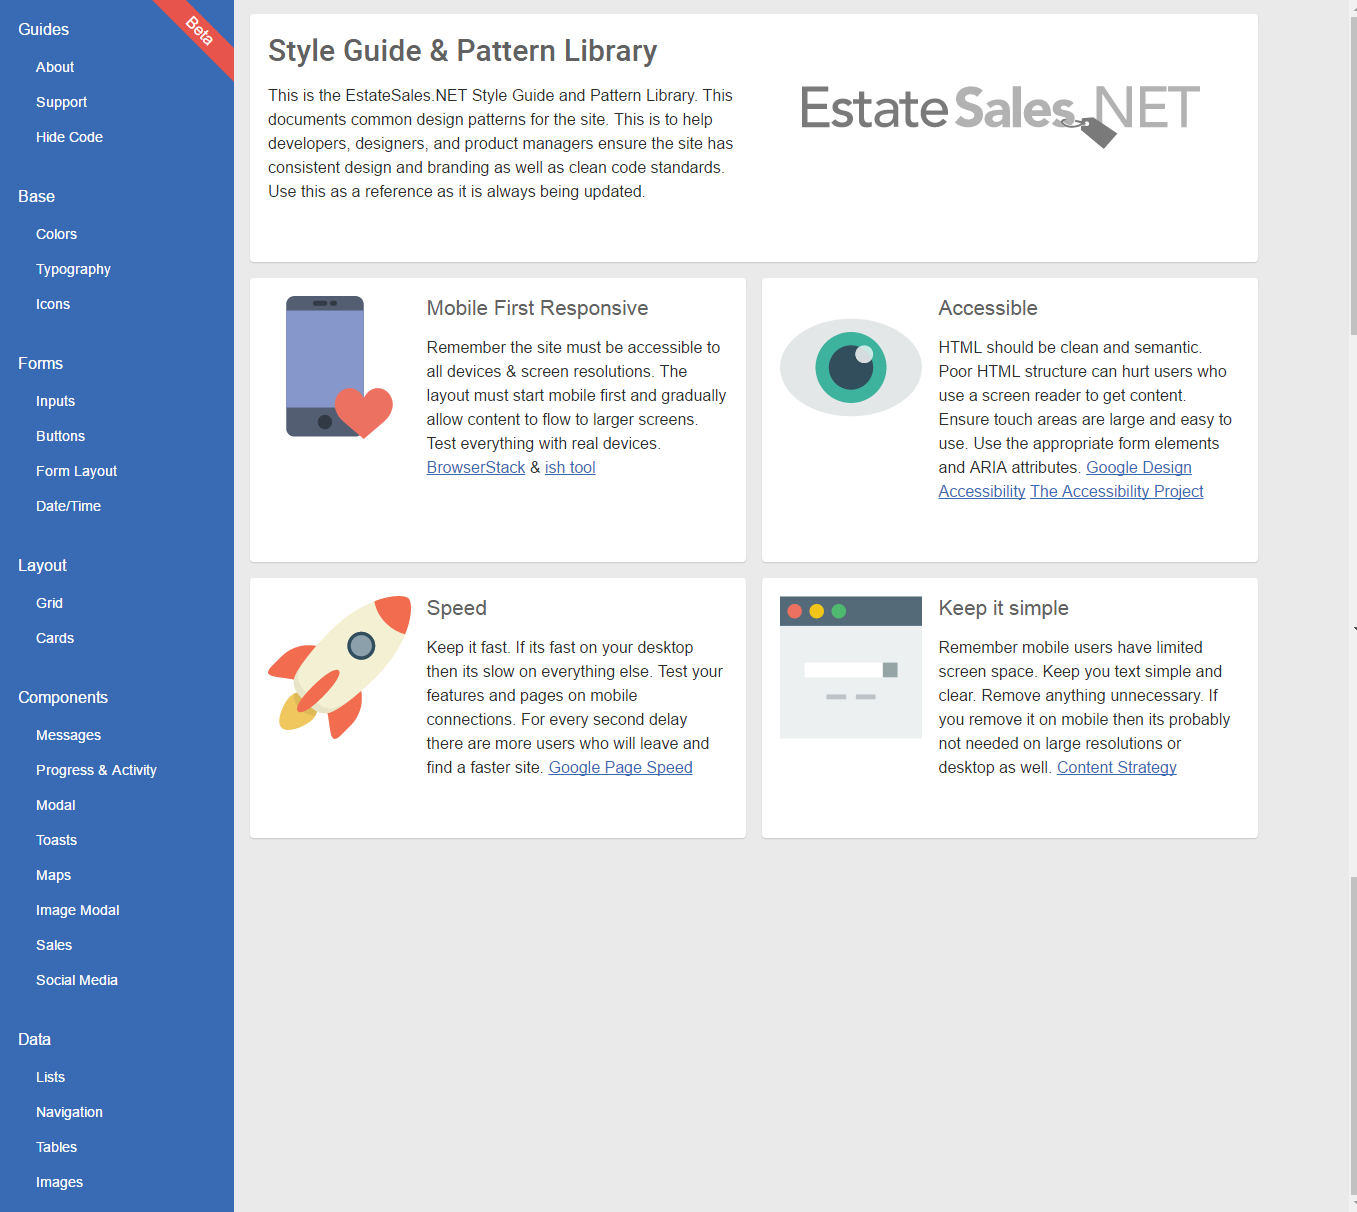 Guides
Beta
About
Support
Hide Code
Base
Colors
Typography
Icons
Forms
Inputs
Buttons
Form Layout
Date/Time
Layout
Grid
Cards
Components
Messages
Progress & Activity
Modal
Toasts
Maps
Image Modal
Sales
Social Media
Data
Lists
Navigation
Tables
Images
Style Guide & Pattern Library
This is the EstateSales.NET Style Guide and Pattern Library. This
documents common design patterns for the site. This is to help
developers, designers, and product managers ensure the site has
consistent design and branding as well as clean code standards.
Use this as a reference as it is always being updated.
EstateSales.NET
Mobile First Responsive
Remember the site must be accessible to
all devices & screen resolutions. The
layout must start mobile first and gradually
allow content to flow to larger screens.
Test everything with real devices.
BrowserStack & ish tool
Accessible
HTML should be clean and semantic.
Poor HTML structure can hurt users who
use a screen reader to get content.
Ensure touch areas are large and easy to
use. Use the appropriate form elements
and ARIA attributes. Google Design
Accessibility The Accessibility Project
Speed
Keep it fast. If its fast on your desktop
then its slow on everything else. Test your
features and pages on mobile
connections. For every second delay
there are more users who will leave and
find a faster site. Google Page Speed
Keep it simple
Remember mobile users have limited
screen space. Keep you text simple and
clear. Remove anything unnecessary. If
you remove it on mobile then its probably
not needed on large resolutions or
desktop as well. Content Strategy